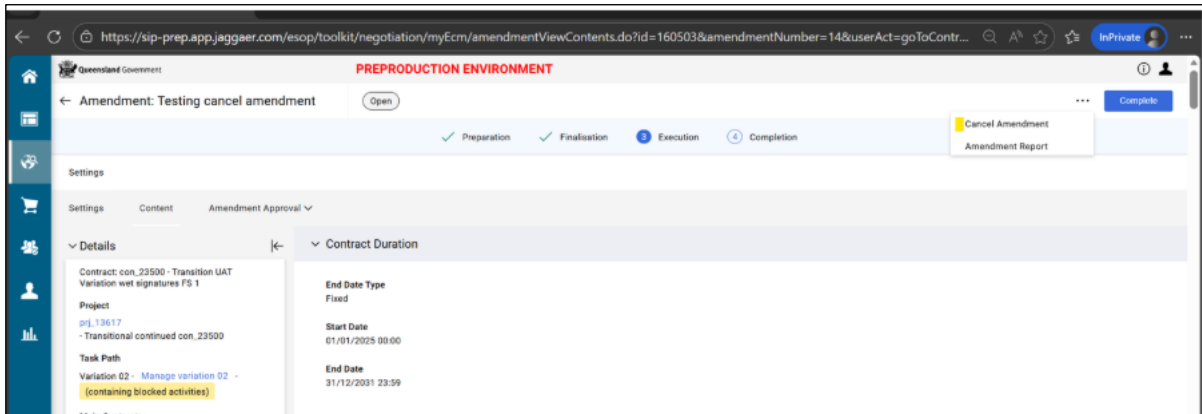 https://sip-prep.app.jaggaer.com/esop/toolkit/negotiation/myEcm/amendmentViewContents.do?id=160503&amendmentNumber=14&userAct=goToContr...
InPrivate
Queensland Government
PREPRODUCTION ENVIRONMENT
Amendment: Testing cancel amendment
Open
Complete
Cancel Amendment
Amendment Report
Preparation
Finalisation
3 Execution
4 Completion
Settings
Settings Content Amendment Approval
Details
Contract: con_23500 - Transition UAT
Variation wet signatures FS 1
Project
prj_13617
- Transitional continued con_23500
Task Path
Variation 02 - Manage variation 02 -
(containing blocked activities)
Contract Duration
End Date Type
Fixed
Start Date
01/01/2025 00:00
End Date
31/12/2031 23:59